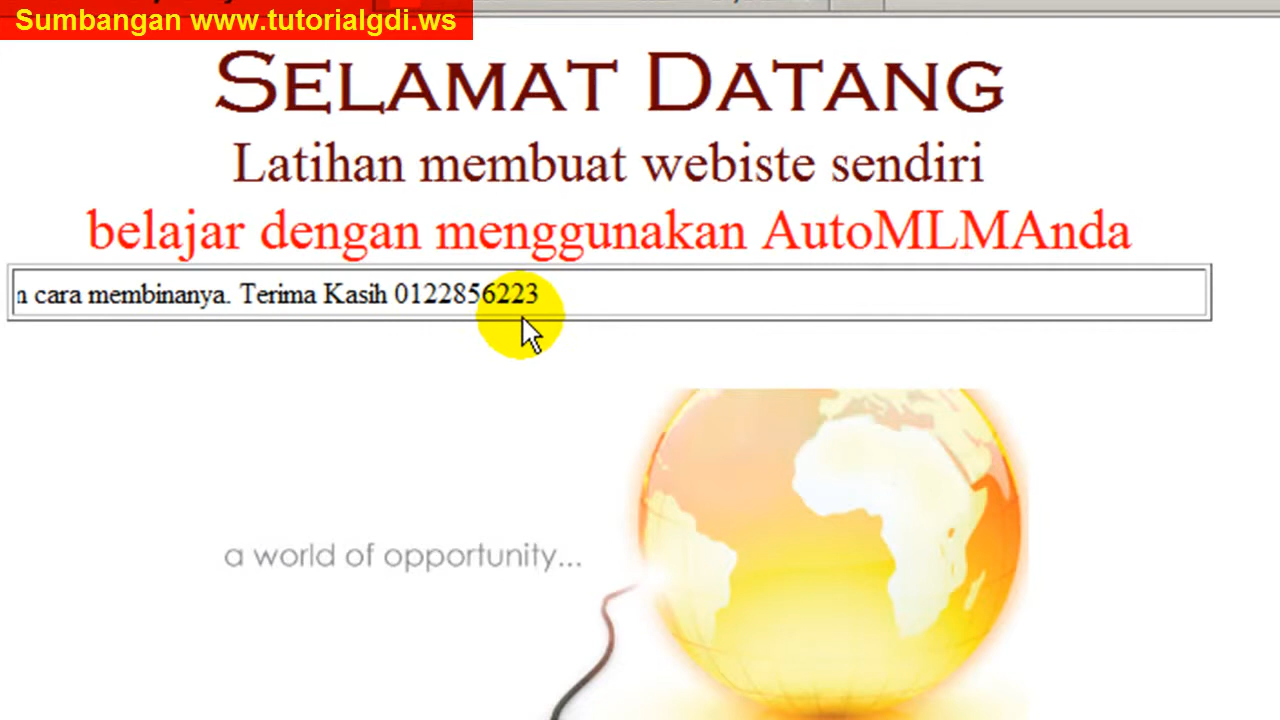 Sumbangan www.tutorialgdi.ws
SELAMAT DATANG
Latihan membuat webiste sendiri
belajar dengan menggunakan AutoMLMAnda
cara membinanya. Terima Kasih 0122856223
a world of opportunity...